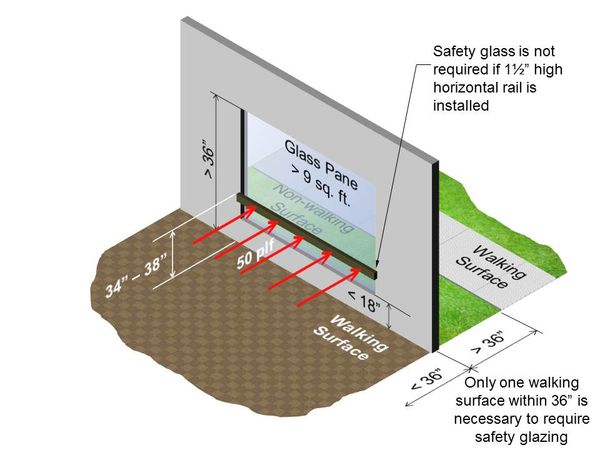 Safety glass is not
required if 1½” high
horizontal rail is
installed
> 36”
Glass Pane
> 9 sq. ft.
Non-walking
Surface
50 plf
34” – 38”
< 18”
Walking
Surface
Walking
Surface
> 36”
< 36”
Only one walking
surface within 36” is
necessary to require
safety glazing